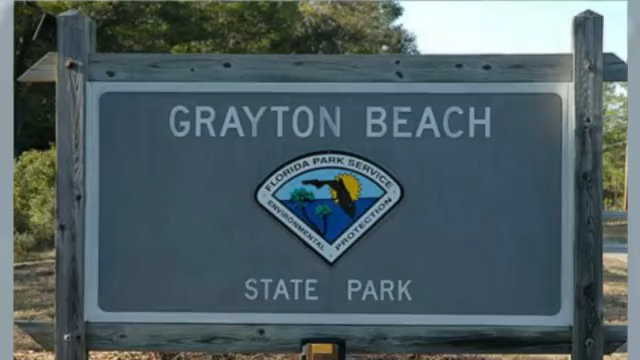 GRAYTON BEACH
FLORIDA PARK SERVICE
ENVIRONMENTAL PROTECTION
STATE PARK